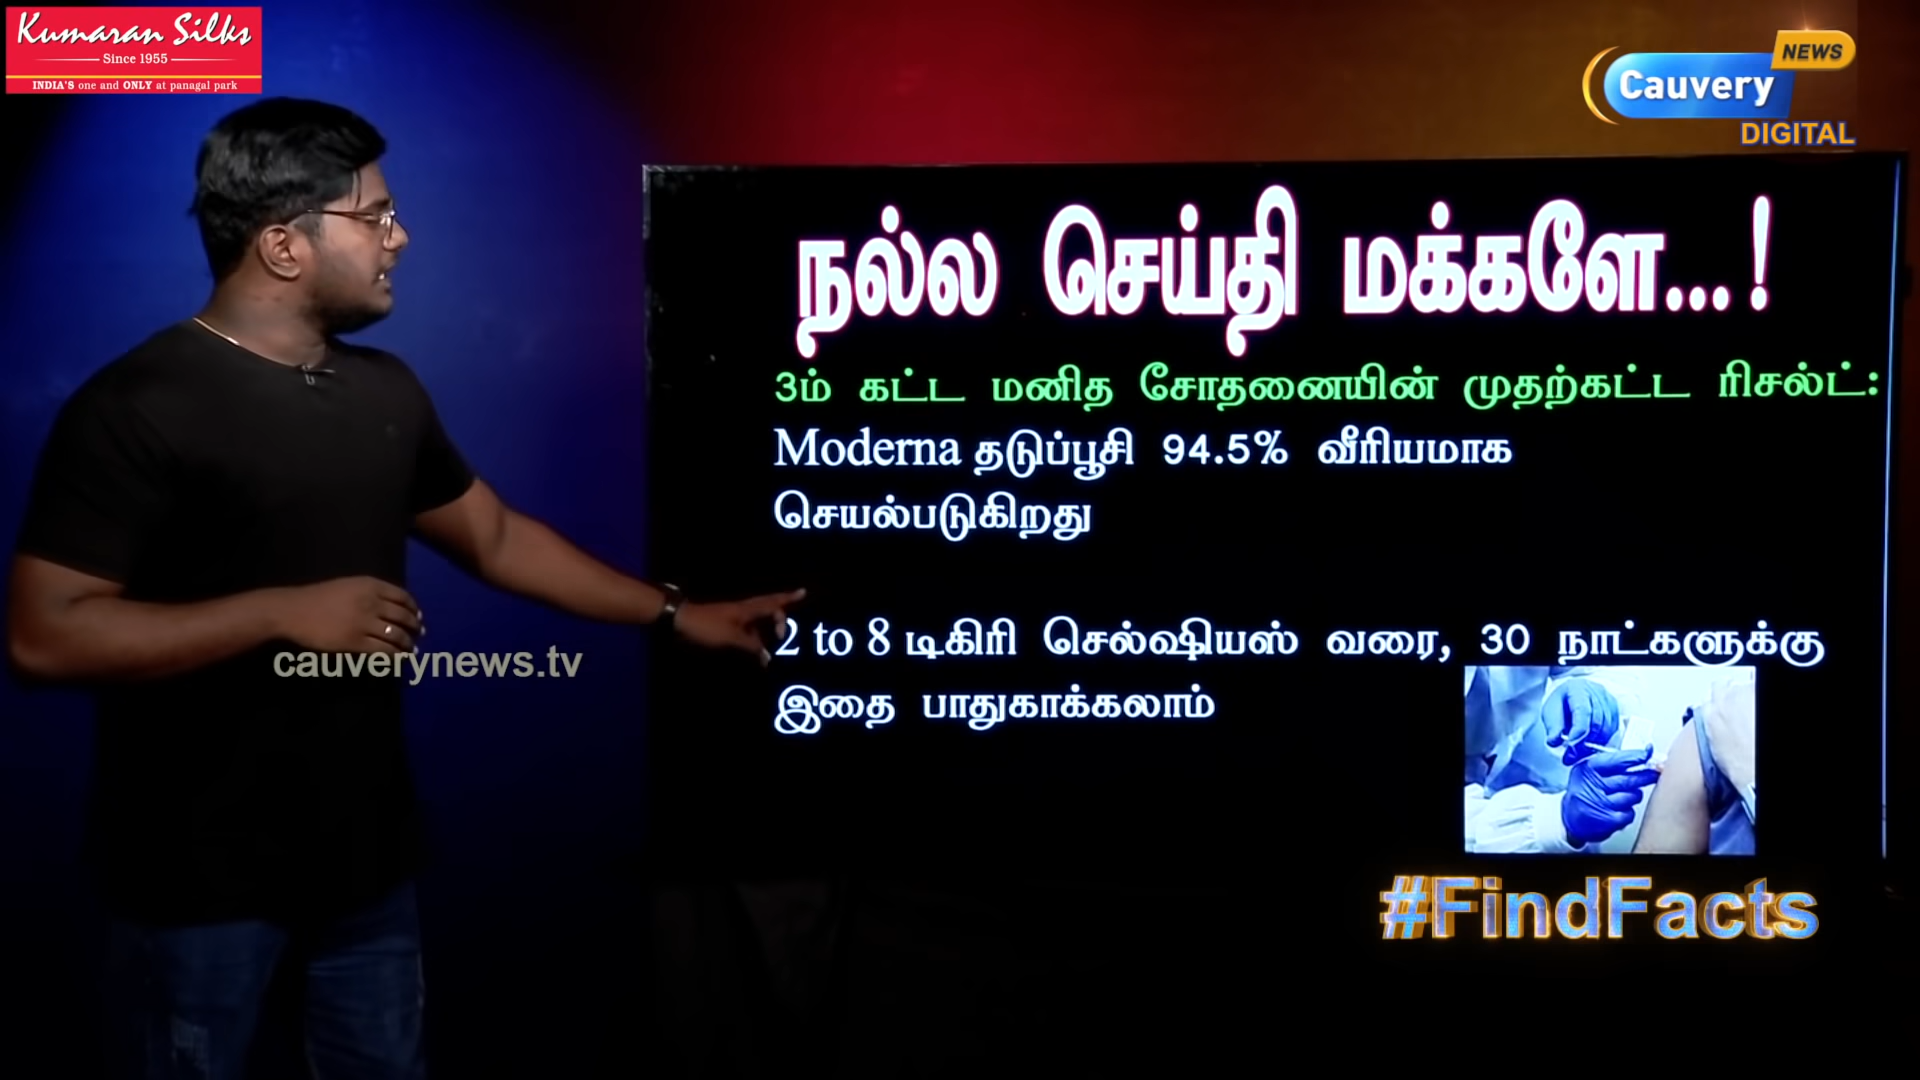 Kumaran Silks
Since 1955
INDIA'S one and ONLY at panagal park
NEWS
Cauvery
DIGITAL
நல்ல செய்தி மக்களே...!
3ம் கட்ட மனித சோதனையின் முதற்கட்ட ரிசல்ட்:
Moderna தடுப்பூசி 94.5% வீரியமாக
செயல்படுகிறது
2 to 8 டிகிரி செல்ஷியஸ் வரை, 30 நாட்களுக்கு
இதை பாதுகாக்கலாம்
cauverynews.tv
#FindFacts